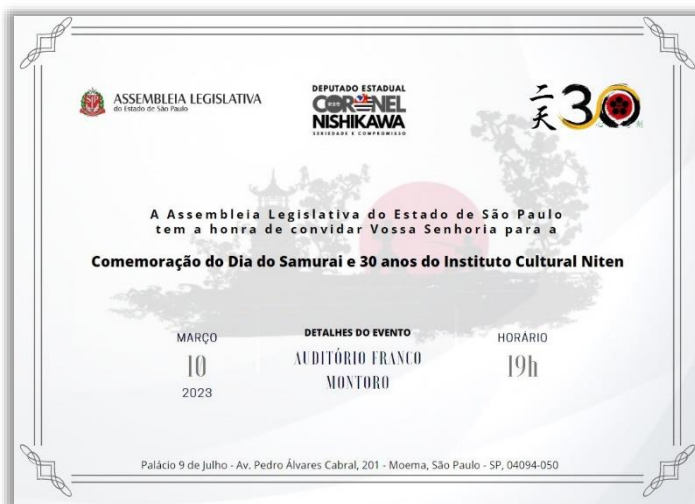 ASSEMBLEIA LEGISLATIVA
do Estado de São Paulo
DEPUTADO ESTADUAL
CORONEL
NISHIKAWA
SERIEDADE E COMPROMISSO
二天
30
A Assembleia Legislativa do Estado de São Paulo
tem a honra de convidar Vossa Senhoria para a
Comemoração do Dia do Samurai e 30 anos do Instituto Cultural Niten
MARÇO
10
2023
DETALHES DO EVENTO
AUDITÓRIO FRANCO
MONTORO
HORÁRIO
19h
Palácio 9 de Julho - Av. Pedro Álvares Cabral, 201 - Moema, São Paulo - SP, 04094-050